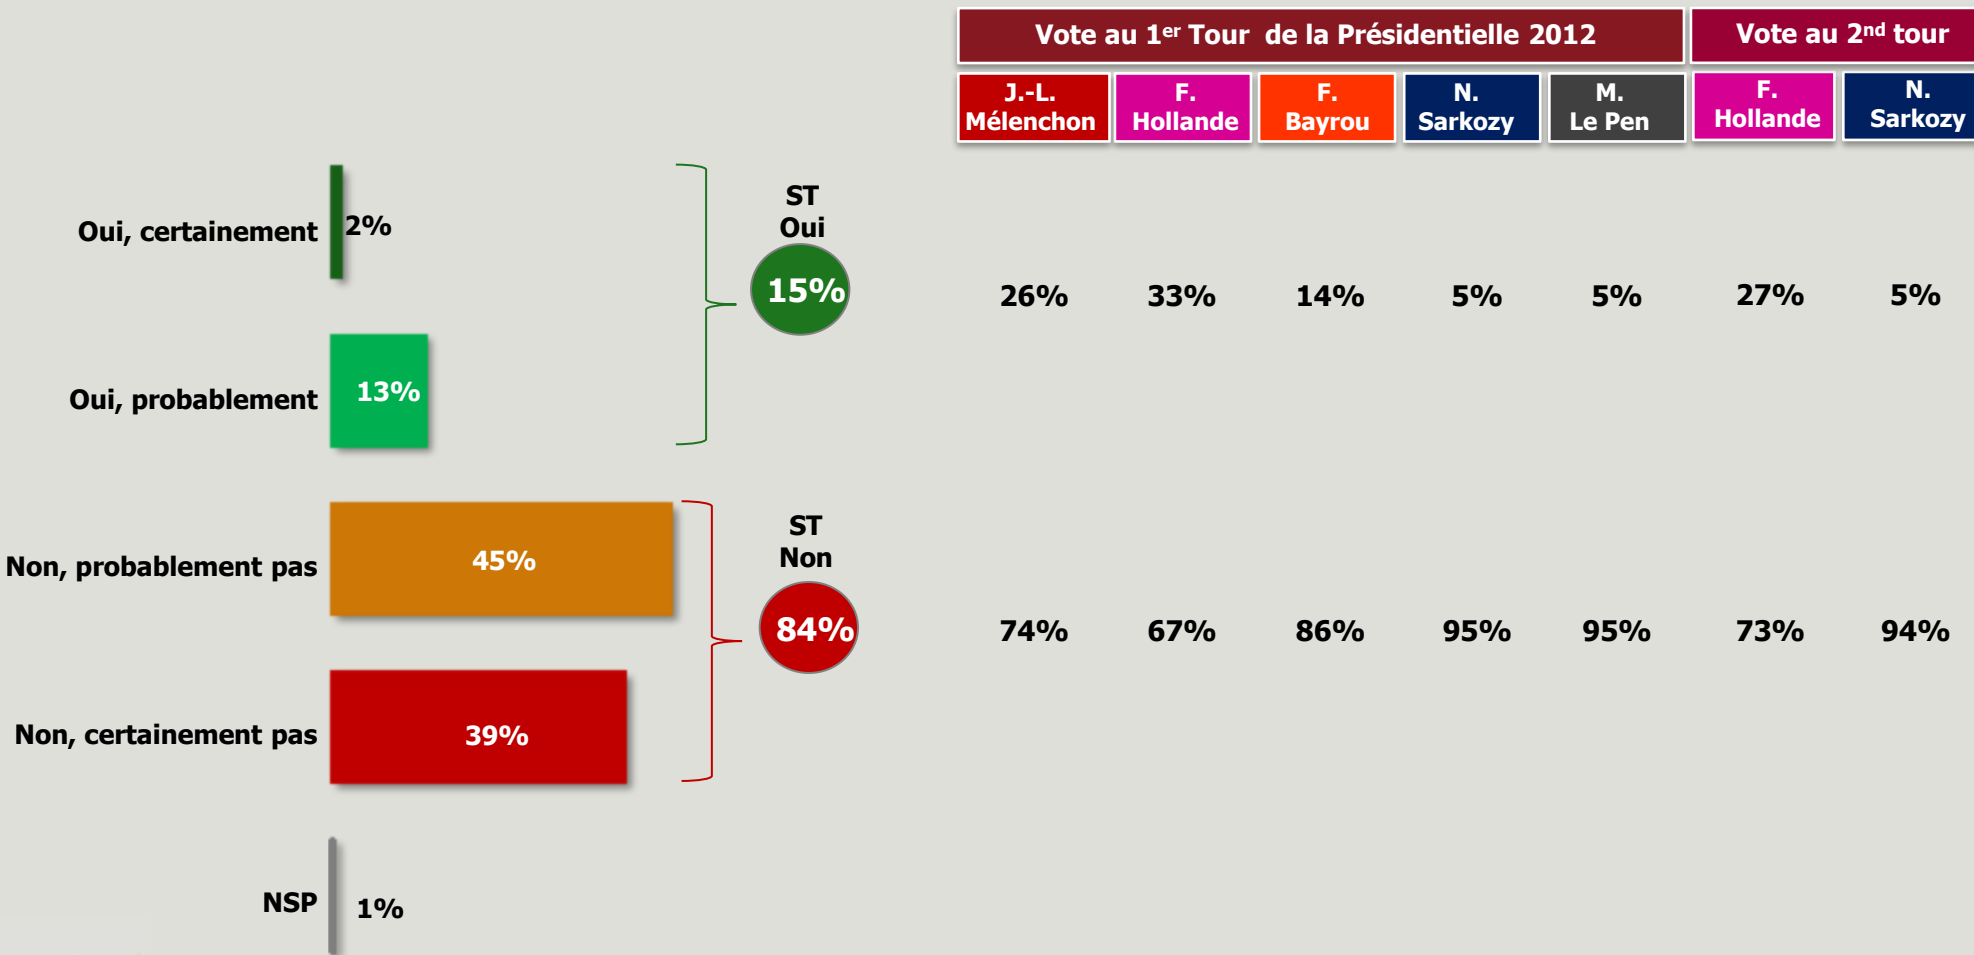 Vote au 1er Tour de la Présidentielle 2012
Vote au 2nd tour
J.-L.
Mélenchon
F.
Hollande
F.
Bayrou
N.
Sarkozy
M.
Le Pen
F.
Hollande
N.
Sarkozy
Oui, certainement
2%
Oui, probablement
13%
ST
Oui
15%
26% 33% 14% 5% 5% 27% 5%
Non, probablement pas
45%
Non, certainement pas
39%
ST
Non
84%
74% 67% 86% 95% 95% 73% 94%
NSP
1%